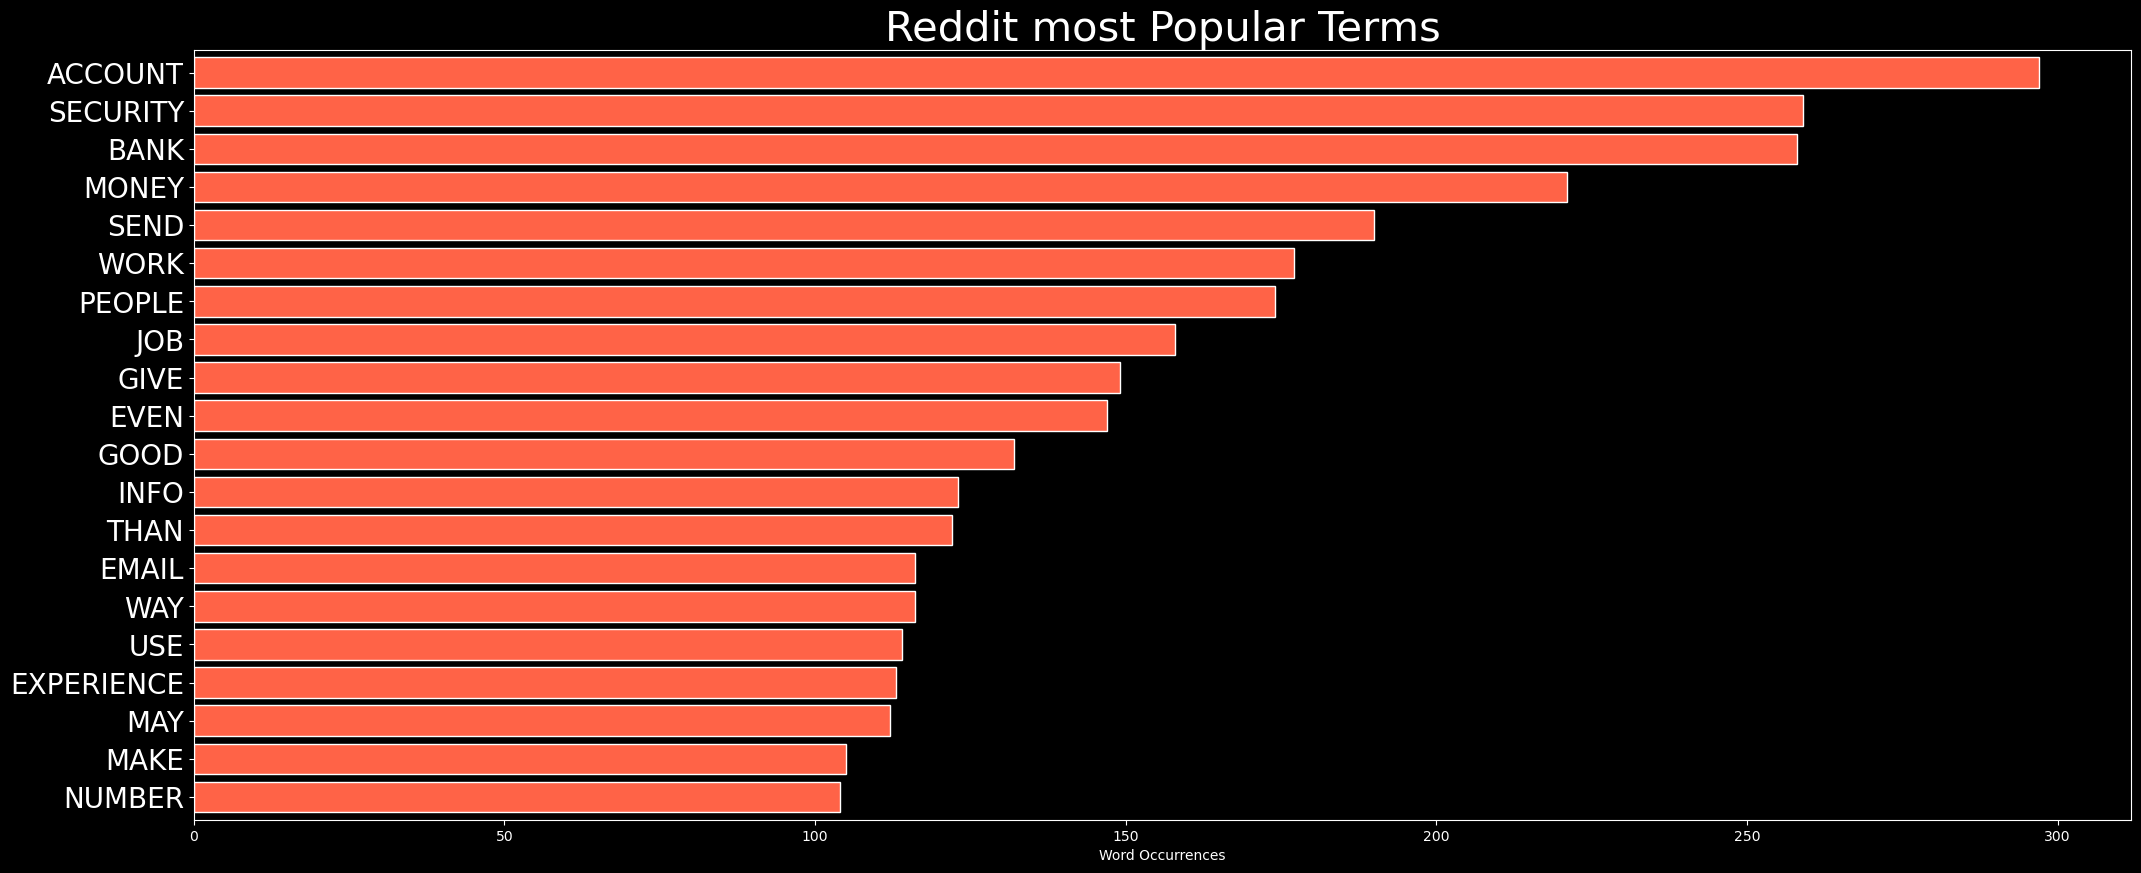 Reddit most Popular Terms
ACCOUNT
SECURITY
BANK
MONEY
SEND
WORK
PEOPLE
JOB
GIVE
EVEN
GOOD
INFO
THAN
EMAIL
WAY
USE
EXPERIENCE
MAY
MAKE
NUMBER
0 50 100 150 200 250 300
Word Occurrences